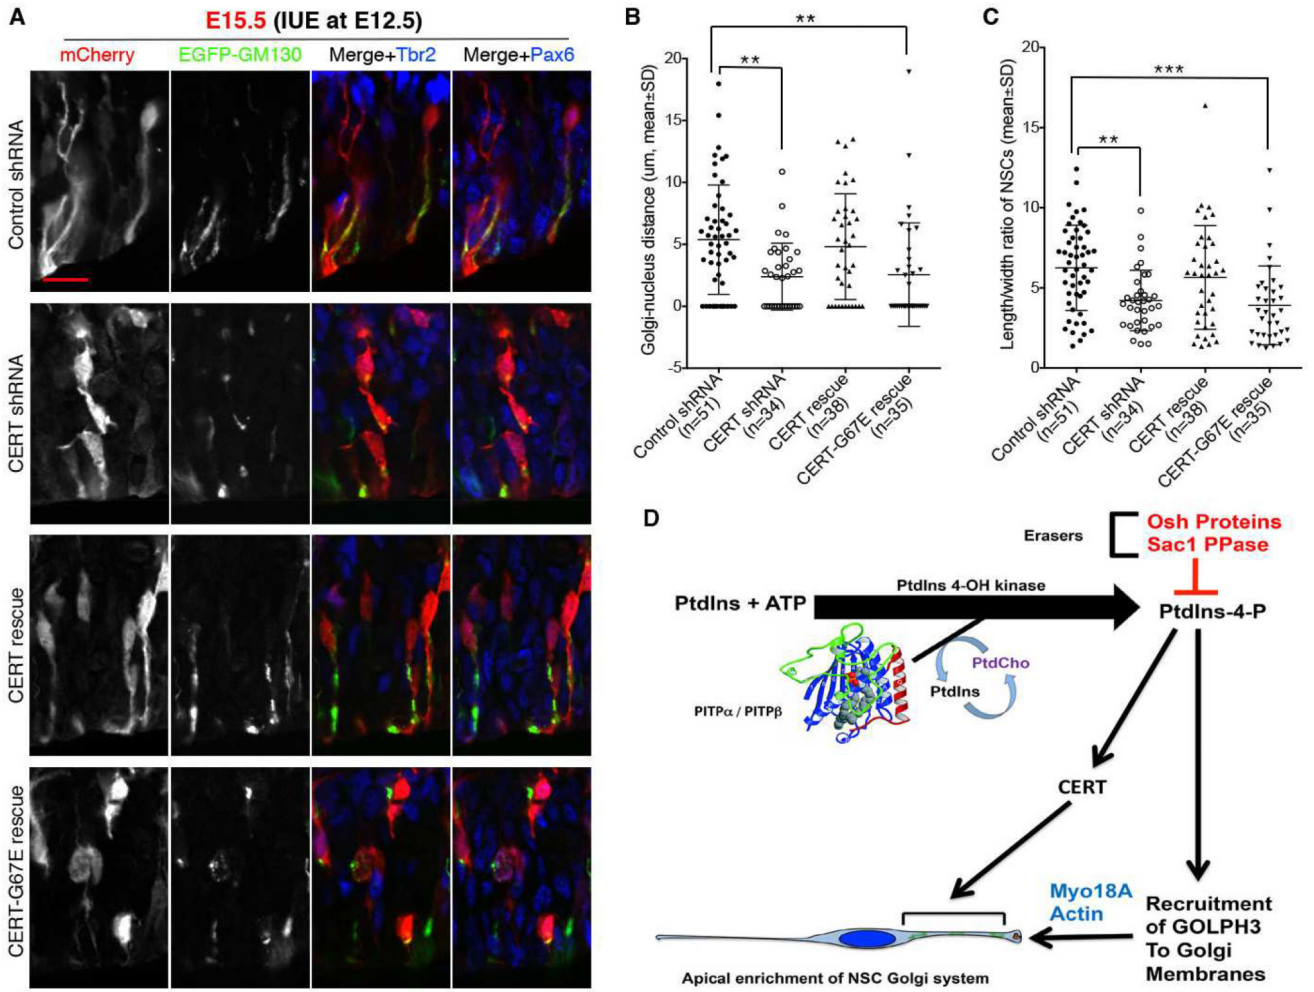 A
E15.5 (IUE at E12.5)
mCherry EGFP-GM130 Merge+Tbr2 Merge+Pax6
Control shRNA
CERT shRNA
CERT rescue
CERT-G67E rescue
B
Golgi-nucleus distance (um, mean±SD)
20
15
10
5
0
-5
**
**
Control shRNA
(n=51)
CERT shRNA
(n=34)
CERT rescue
(n=38)
CERT-G67E rescue
(n=35)
C
Length/width ratio of NSCs (mean±SD)
20
15
10
5
0
***
**
Control shRNA
(n=51)
CERT shRNA
(n=34)
CERT rescue
(n=38)
CERT-G67E rescue
(n=35)
D
Erasers
Osh Proteins
Sac1 PPase
PtdIns + ATP
PtdIns 4-OH kinase
PtdIns-4-P
PtdCho
PtdIns
PITPα / PITPβ
CERT
Myo18A
Actin
Recruitment
of GOLPH3
To Golgi
Membranes
Apical enrichment of NSC Golgi system